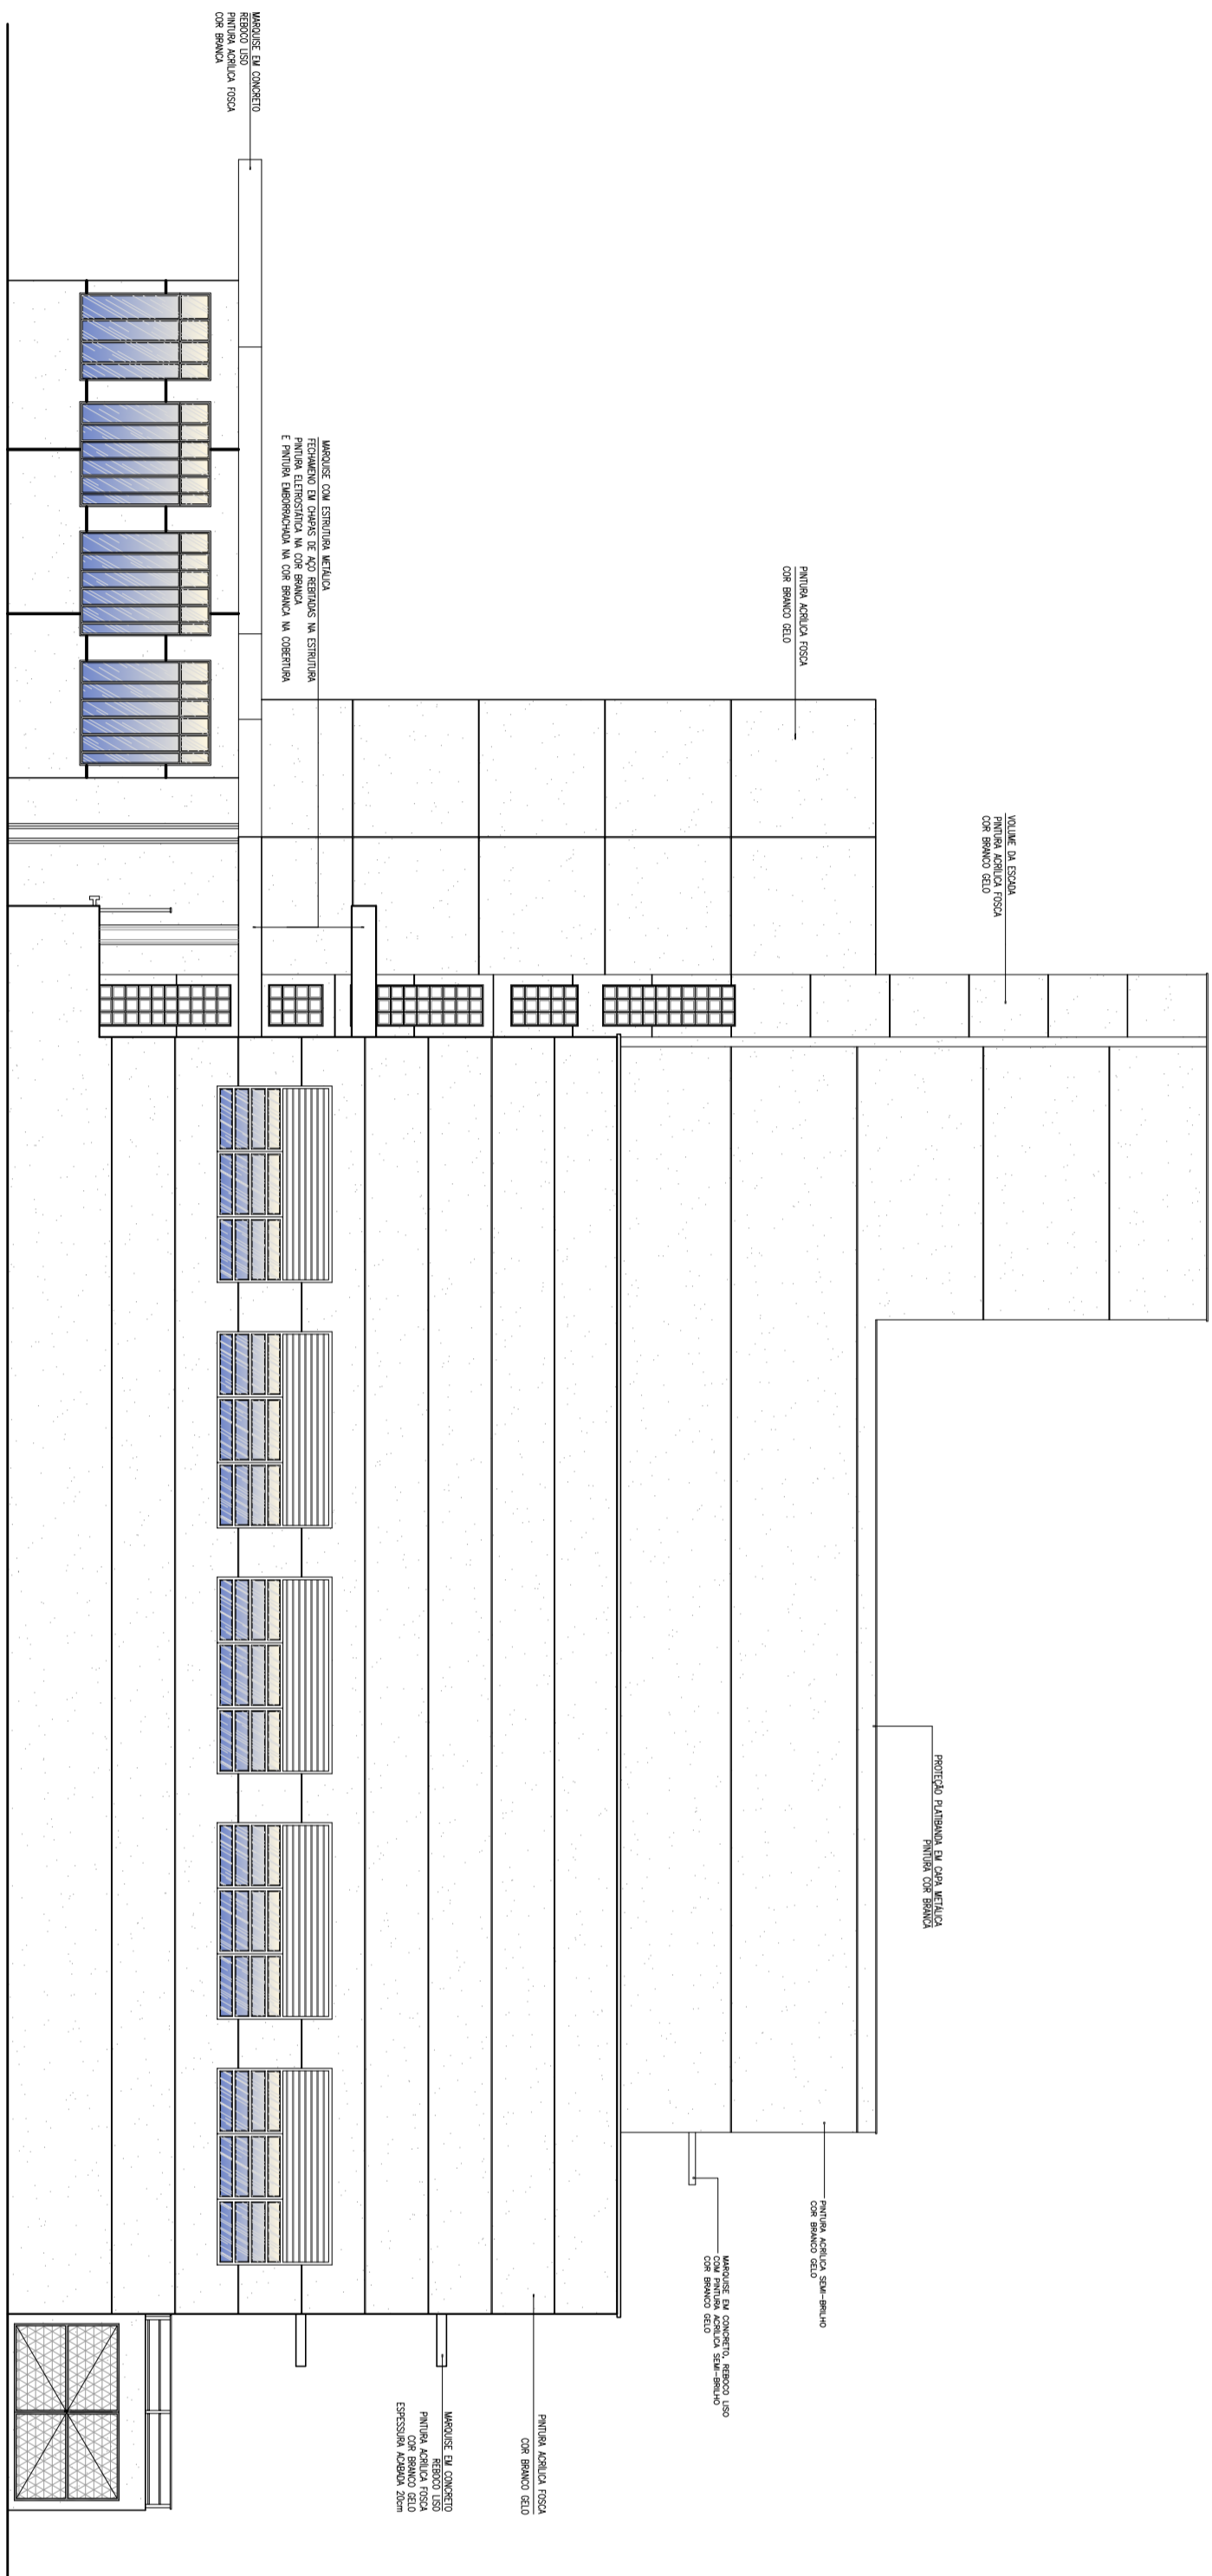 MARQUISE EM CONCRETO
REBOCO LISO
PINTURA ACRÍLICA FOSCA
COR BRANCA
MARQUISE COM ESTRUTURA METÁLICA
FECHAMENO EM CHAPAS DE AÇO REBITADAS NA ESTRUTURA
PINTURA ELETROSTÁTICA NA COR BRANCA
E PINTURA EMBORRACHADA NA COR BRANCA NA COBERTURA
PINTURA ACRÍLICA FOSCA
COR BRANCO GELO
VOLUME DA ESCADA
PINTURA ACRÍLICA FOSCA
COR BRANCO GELO
PROTEÇÃO PLATIBANDA EM CAPA METÁLICA
PINTURA COR BRANCA
PINTURA ACRÍLICA SEMI-BRILHO
COR BRANCO GELO
MARQUISE EM CONCRETO, REBOCO LISO
COM PINTURA ACRÍLICA SEMI-BRILHO
COR BRANCO GELO
PINTURA ACRÍLICA FOSCA
COR BRANCO GELO
MARQUISE EM CONCRETO
REBOCO LISO
PINTURA ACRÍLICA FOSCA
COR BRANCO GELO
ESPESSURA ACABADA 20cm